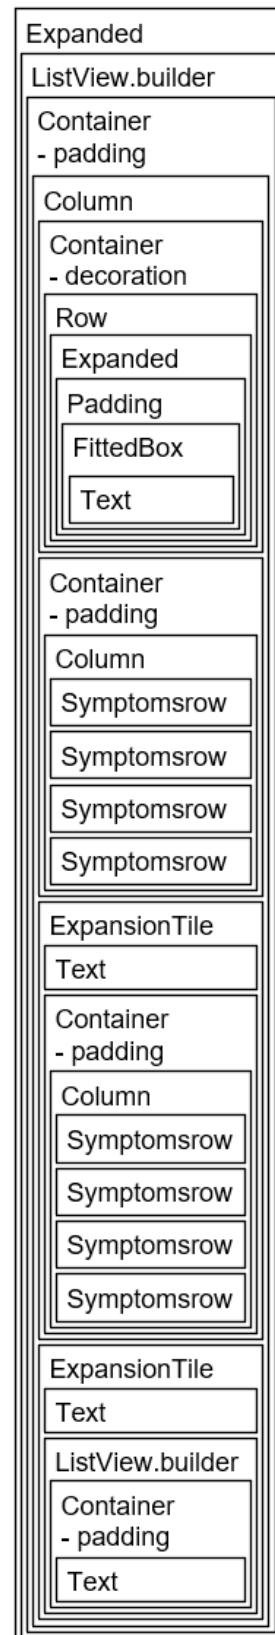 Expanded
ListView.builder
Container
- padding
Column
Container
- decoration
Row
Expanded
Padding
FittedBox
Text
Container
- padding
Column
Symptomsrow
Symptomsrow
Symptomsrow
Symptomsrow
ExpansionTile
Text
Container
- padding
Column
Symptomsrow
Symptomsrow
Symptomsrow
Symptomsrow
ExpansionTile
Text
ListView.builder
Container
- padding
Text